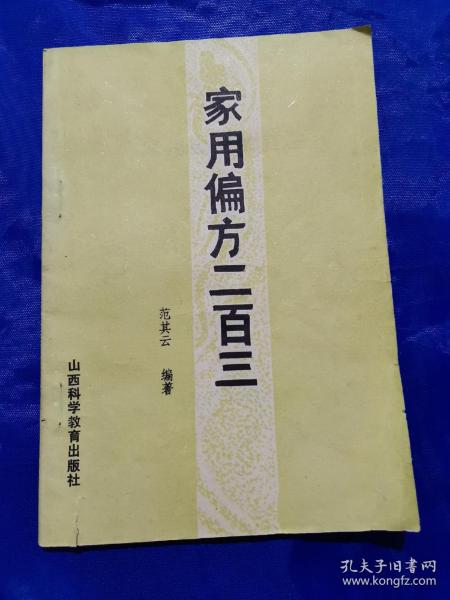 家用偏方二百三
范其云 编著
山西科学教育出版社
孔夫子旧书网
www.kongfz.com